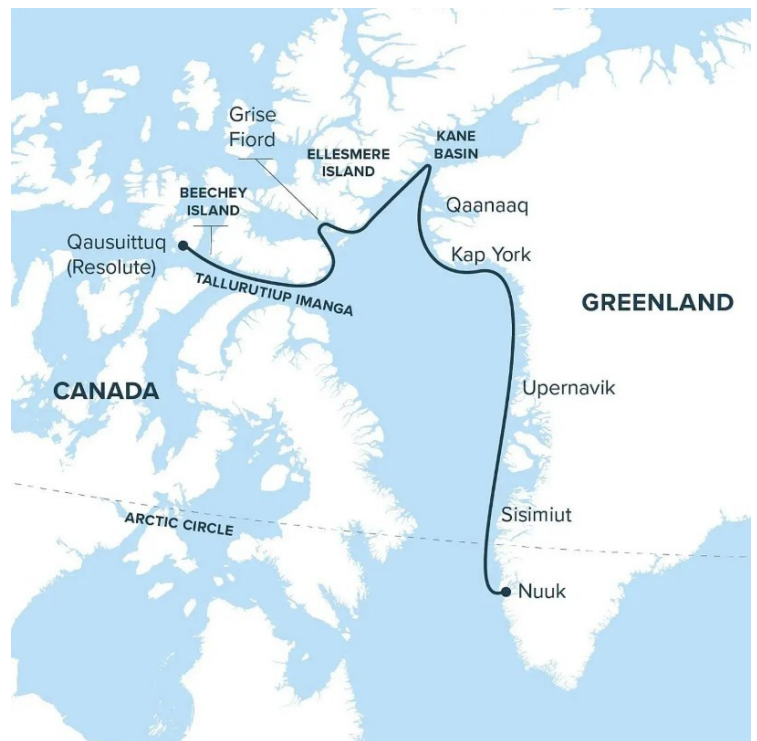 Grise
Fiord
KANE
BASIN
ELLESMERE
ISLAND
BEECHEY
ISLAND
Qaanaaq
Qausuittuq
(Resolute)
Kap York
TALLURUTIUP IMANGA
GREENLAND
CANADA
Upernavik
Sisimiut
ARCTIC CIRCLE
Nuuk